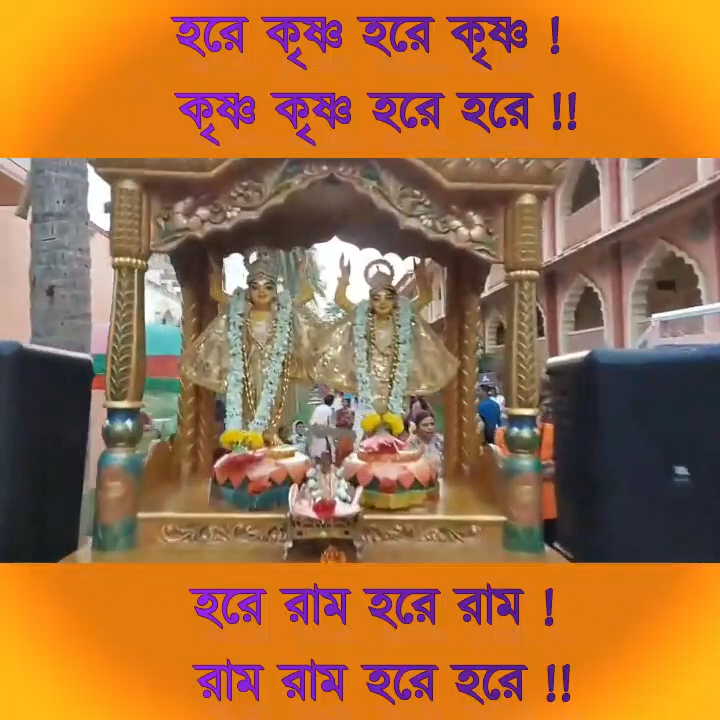 হরে কৃষ্ণ হরে কৃষ্ণ !
কৃষ্ণ কৃষ্ণ হরে হরে !!
হরে রাম হরে রাম !
রাম রাম হরে হরে !!